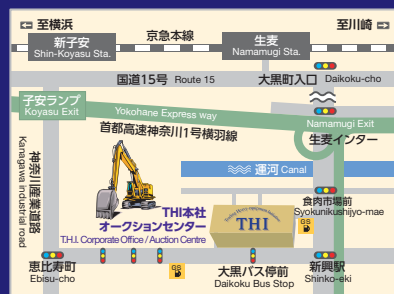 至横浜
至川崎
京急本線
新子安
Shin-Koyasu Sta.
生麦
Namamugi Sta.
国道15号 Route 15
大黒町入口 Daikoku-cho
子安ランプ
Koyasu Exit
Yokohane Express way
首都高速神奈川1号横羽線
Namamugi Exit
生麦インター
神奈川産業道路
Kanagawa industrial road
運河 Canal
食肉市場前
Syokunikushijyo-mae
THI本社
オークションセンター
T.H.I. Corporate Office / Auction Centre
THI
GS
GS
恵比寿町
Ebisu-cho
大黒バス停前
Daikoku Bus Stop
新興駅
Shinko-eki